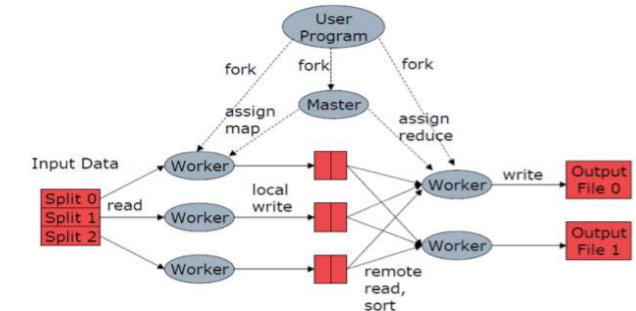 User
Program
fork
fork
fork
Master
assign
map
assign
reduce
Input Data
Worker
Worker
write
Output
File 0
Split 0
Split 1
Split 2
read
local
write
Worker
Worker
Output
File 1
Worker
remote
read,
sort